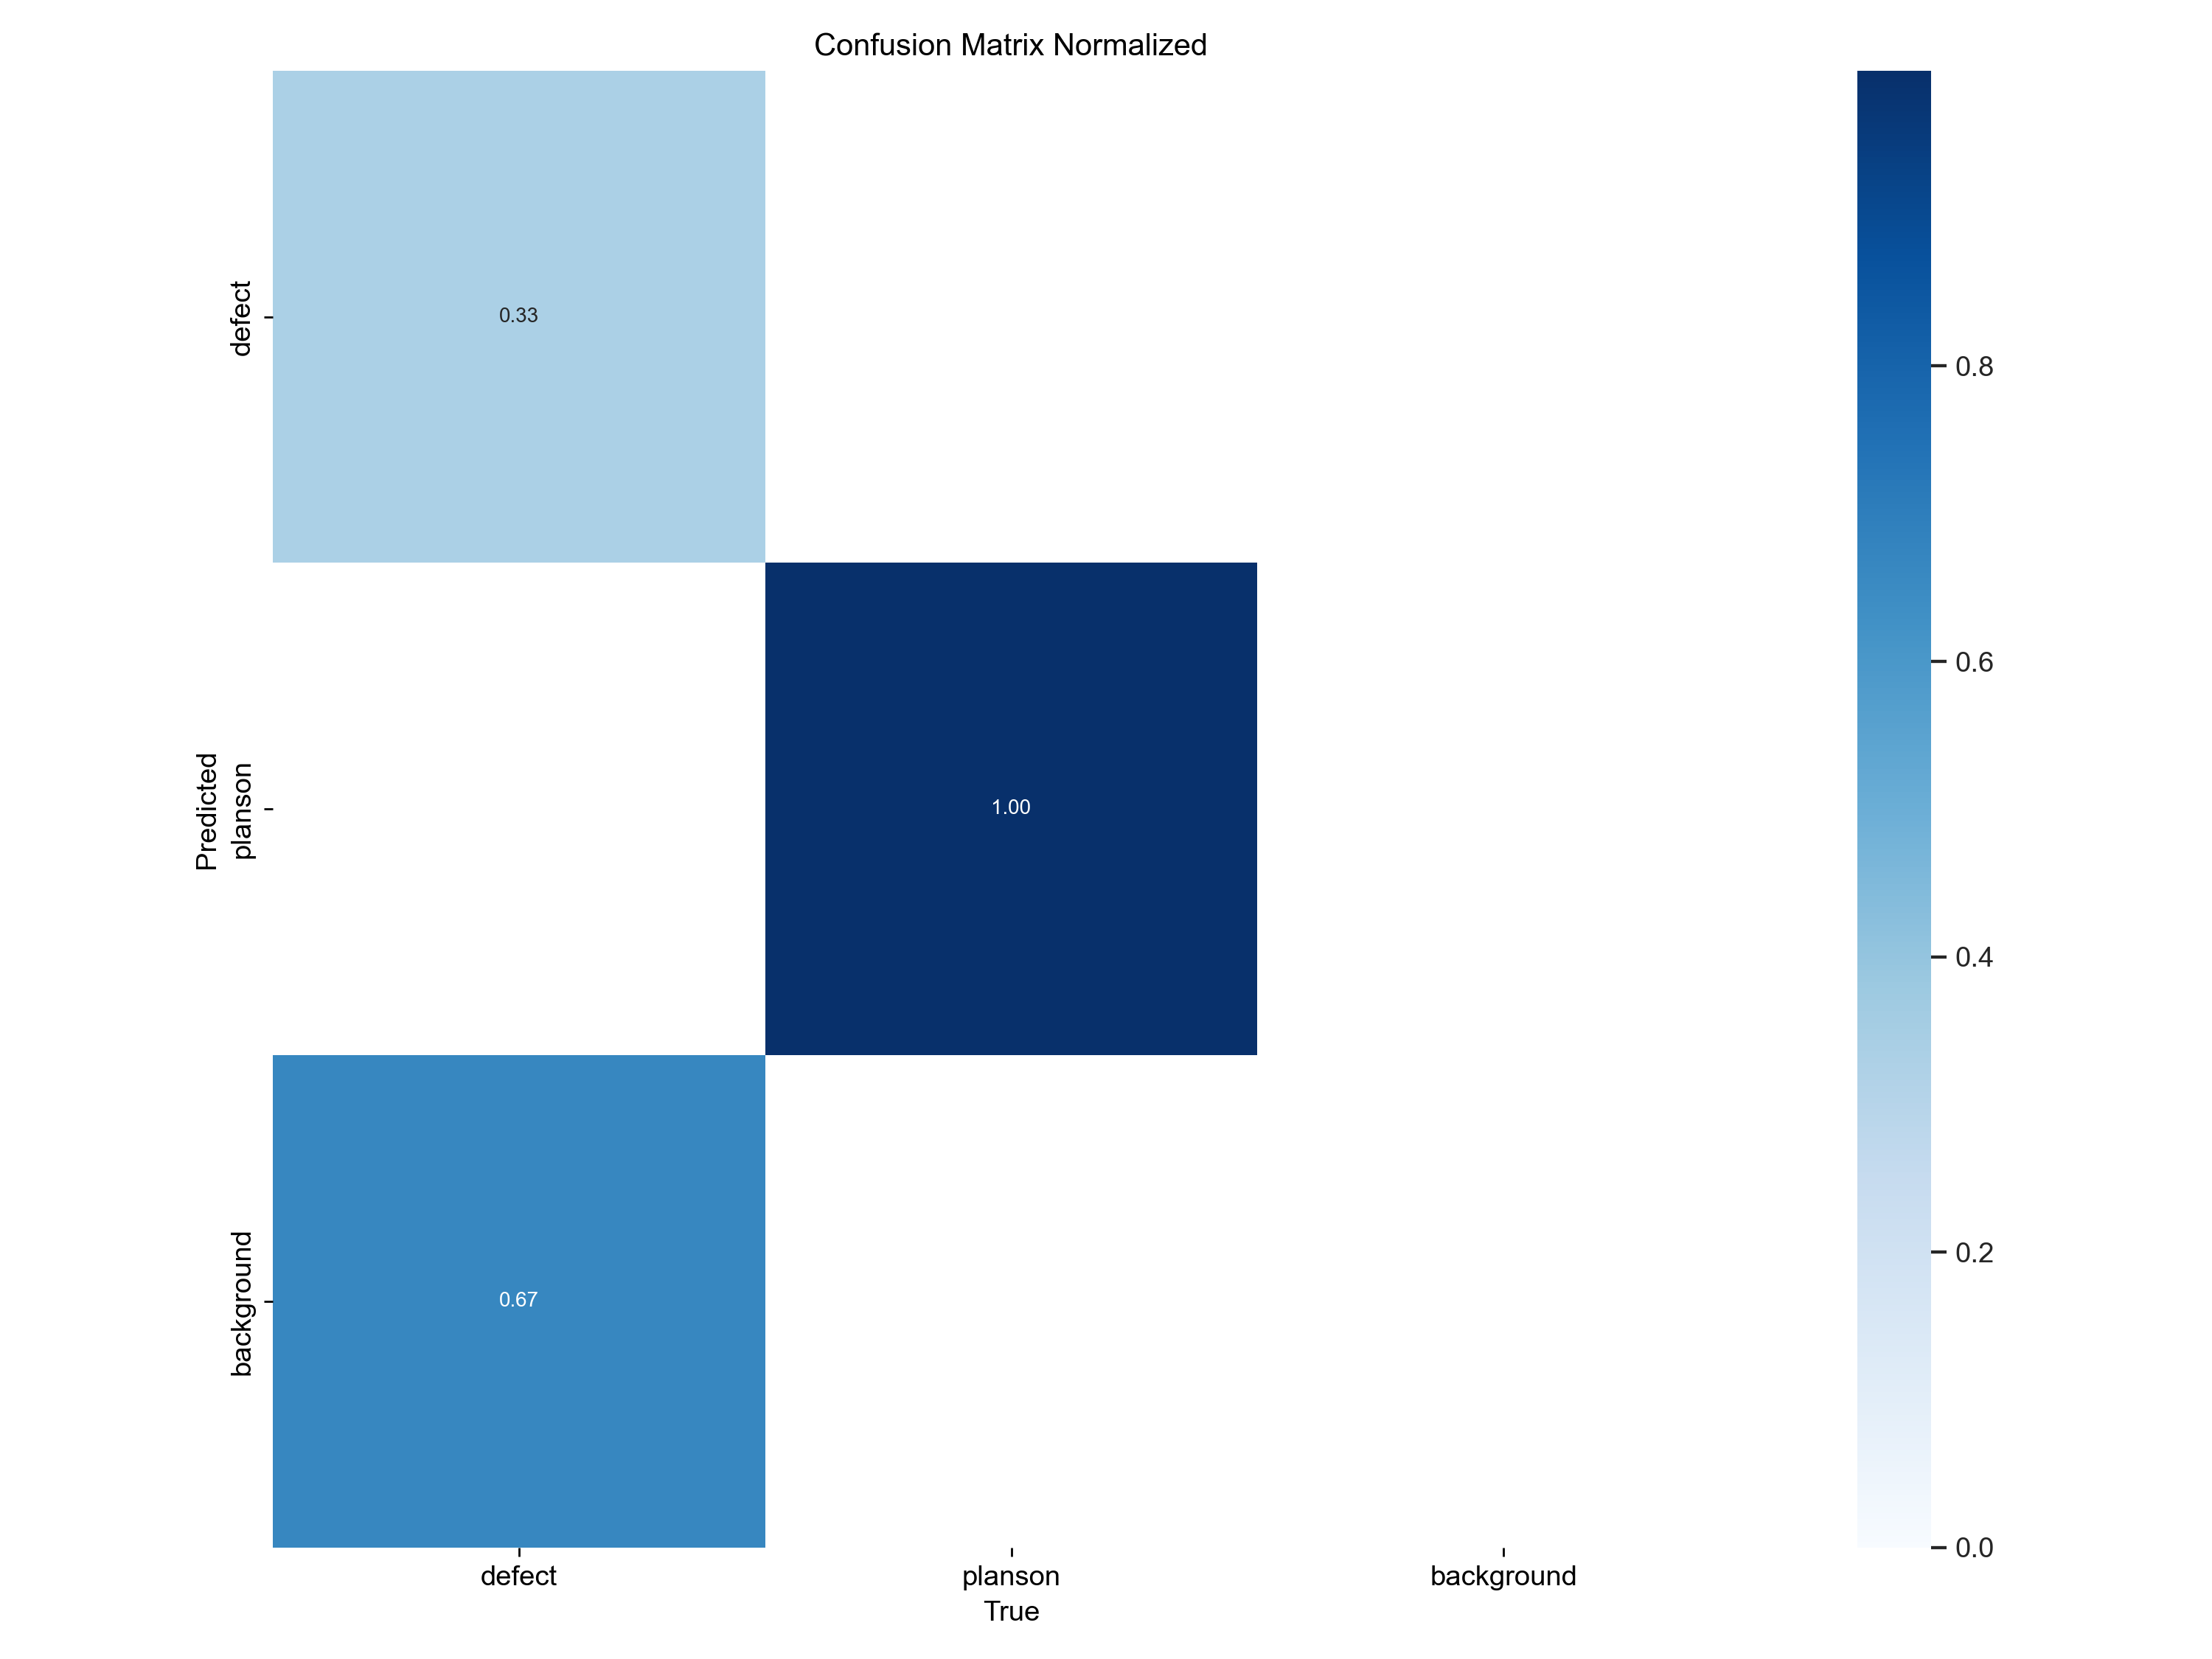 Confusion Matrix Normalized
defect
0.33
Predicted
planson
1.00
background
0.67
defect
planson
background
True
0.8
0.6
0.4
0.2
0.0